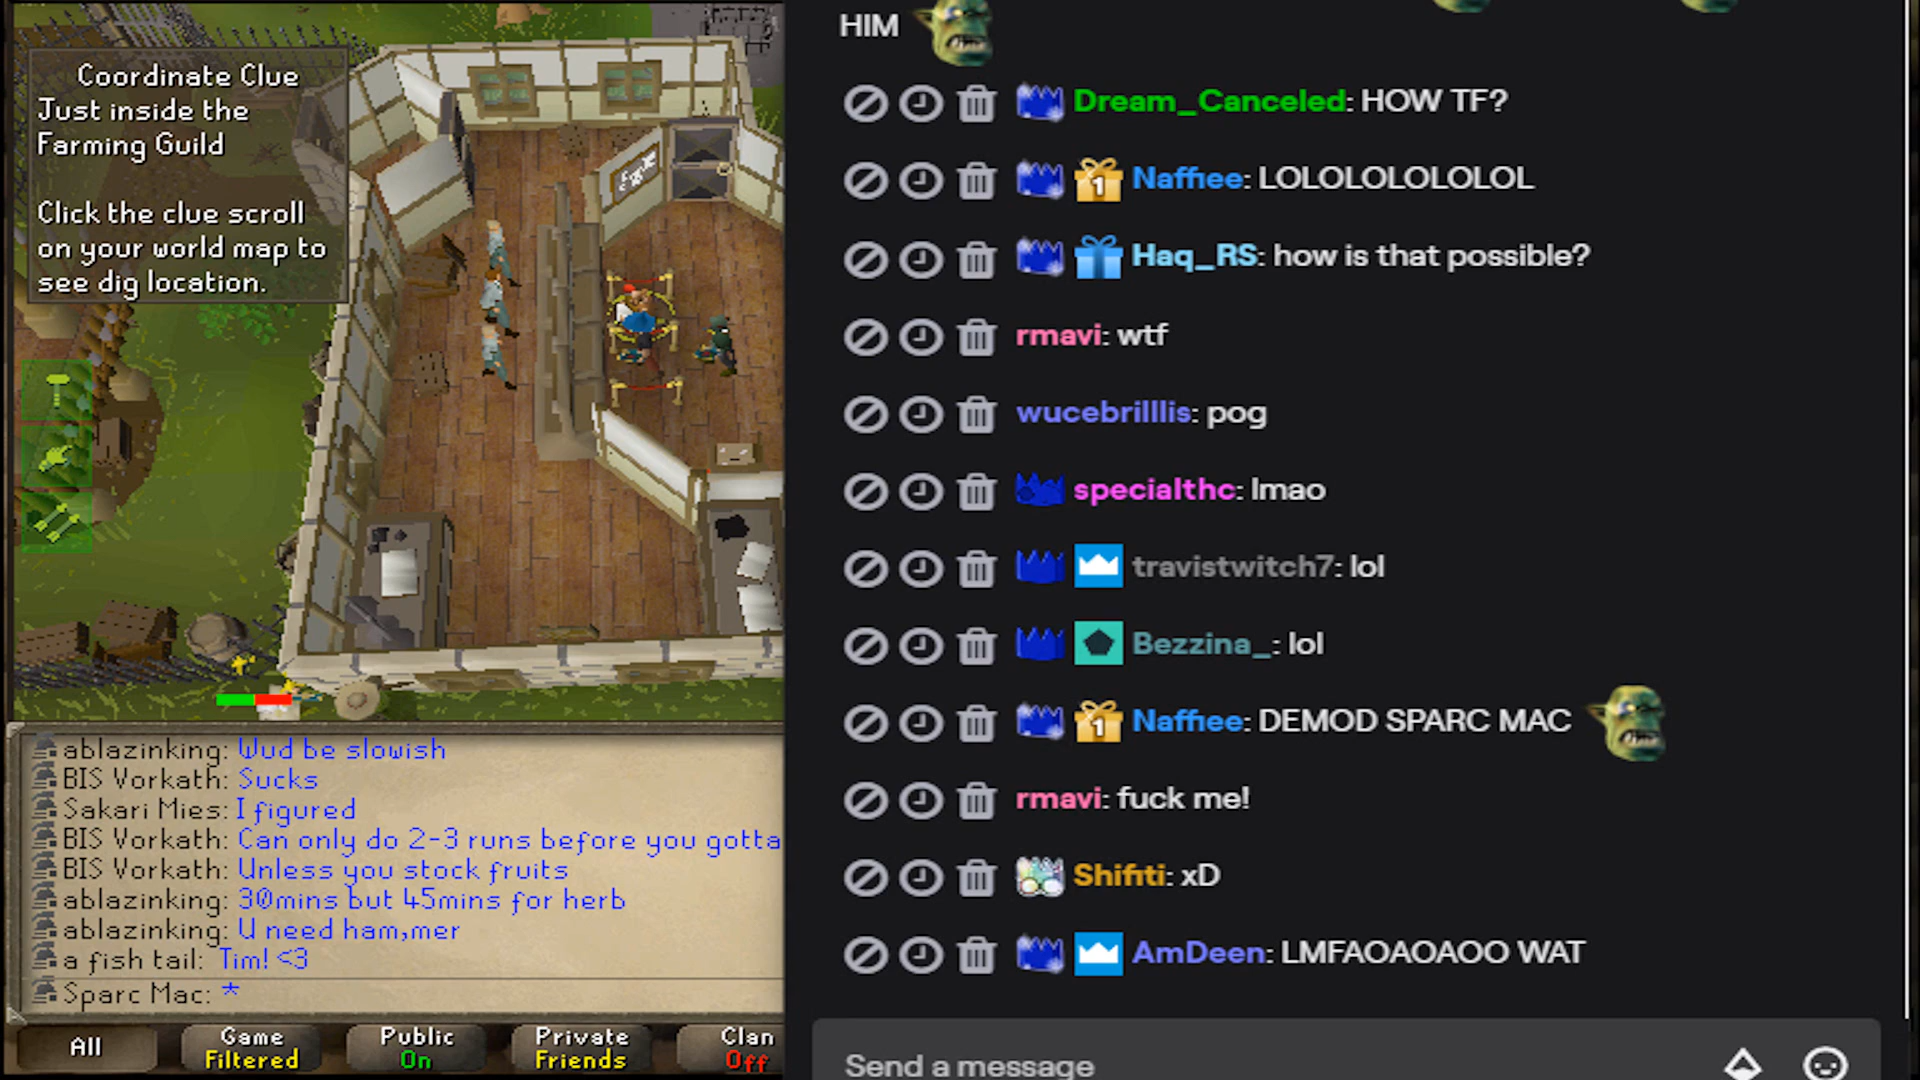 Coordinate Clue
Just inside the
Farming Guild
Click the clue scroll
on your world map to
see dig location.
ablazinking: Wud be slowish
BIS Vorkath: Sucks
Sakari Mies: I figured
BIS Vorkath: Can only do 2-3 runs before you gotta
BIS Vorkath: Unless you stock fruits
ablazinking: 30mins but 45mins for herb
ablazinking: U need ham,mer
a fish tail: Tim! <3
Sparc Mac: *
All
Game
Filtered
Public
On
Private
Friends
Clan
Off
HIM
Dream_Canceled: HOW TF?
1 Naffiee: LOLOLOLOLOLOL
Haq_RS: how is that possible?
rmavi: wtf
wucebrilllis: pog
specialthc: lmao
travistwitch7: lol
Bezzina_: lol
1 Naffiee: DEMOD SPARC MAC
rmavi: fuck me!
Shifiti: xD
AmDeen: LMFAOAOAOO WAT
Send a message